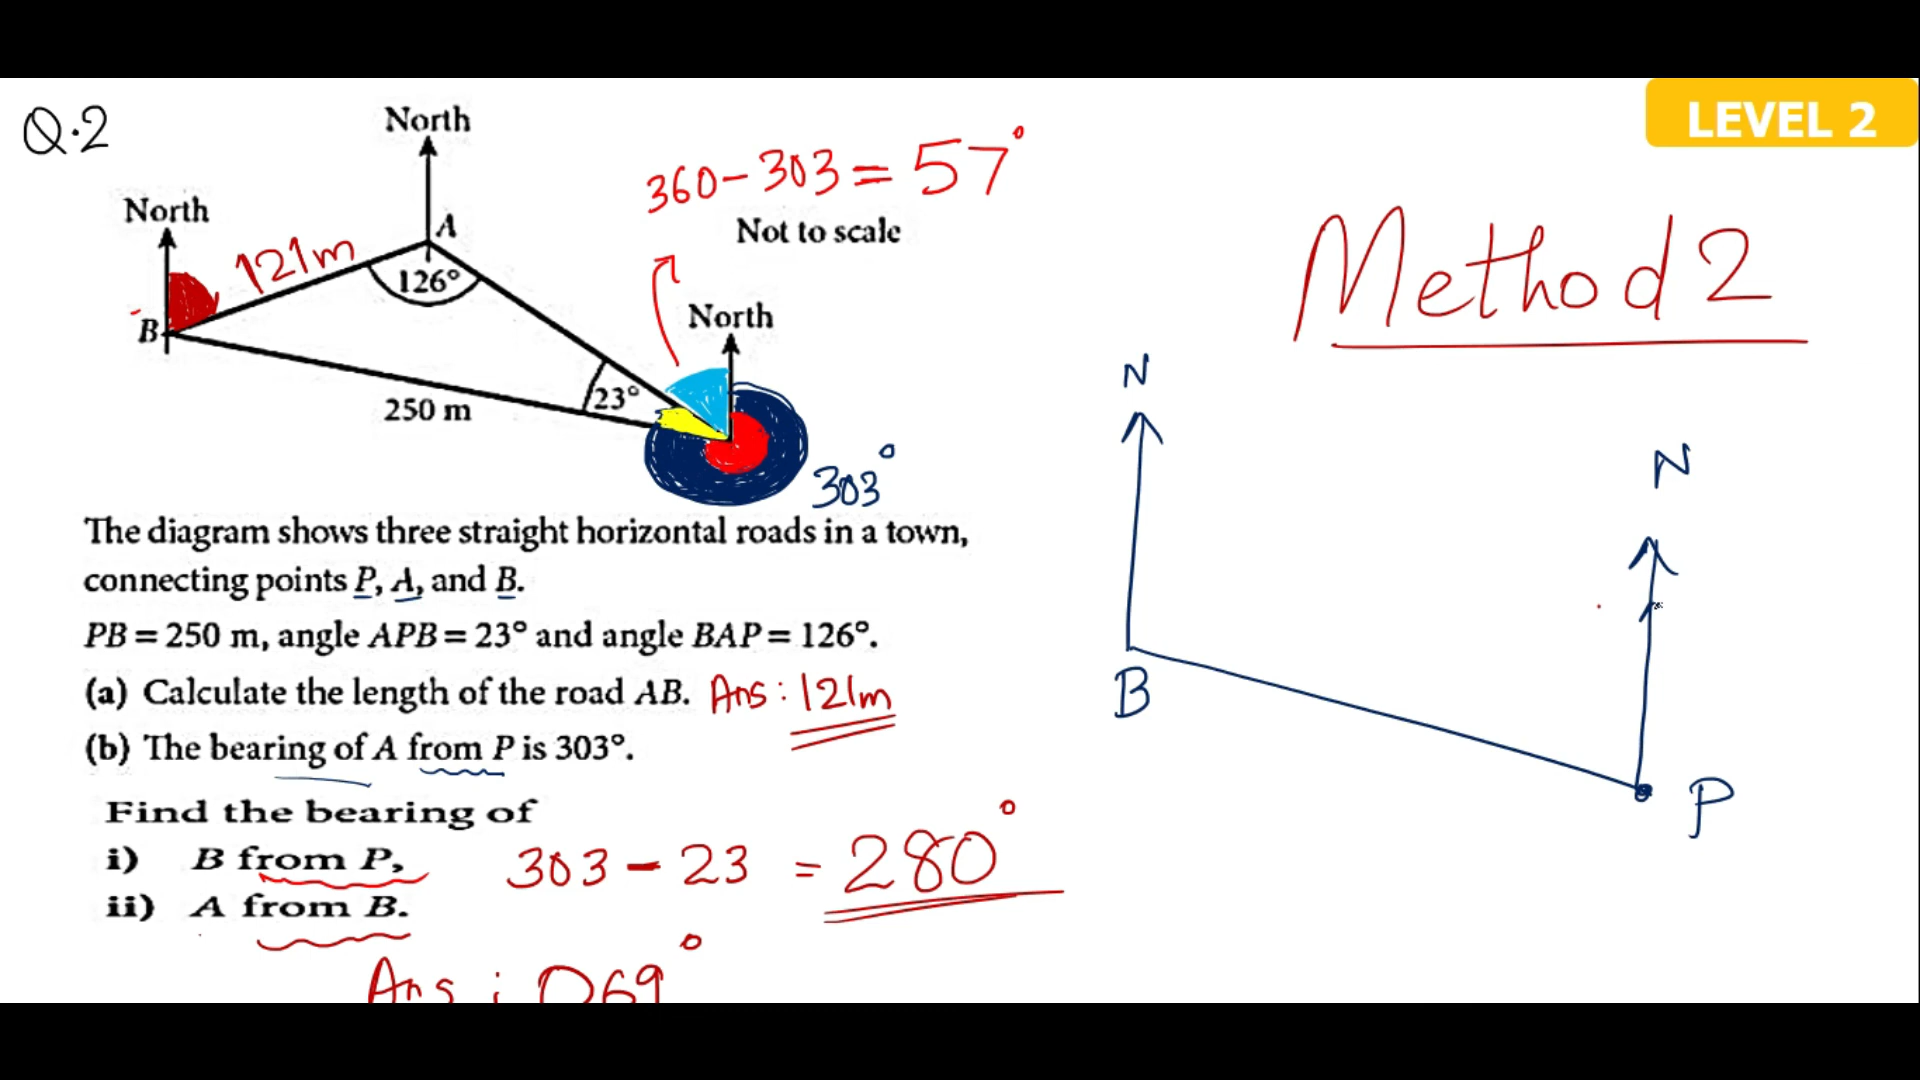 LEVEL 2
Q.2
North
360-303 = 57°
North
121m
A
Not to scale
126°
North
B
23°
250 m
303°
Method 2
N
N
B
P
The diagram shows three straight horizontal roads in a town,
connecting points P, A, and B.
PB = 250 m, angle APB = 23° and angle BAP = 126°.
(a) Calculate the length of the road AB. Ans : 121m
(b) The bearing of A from P is 303°.
Find the bearing of
i) B from P, 303 - 23 = 280°
ii) A from B.
Ans : 069°